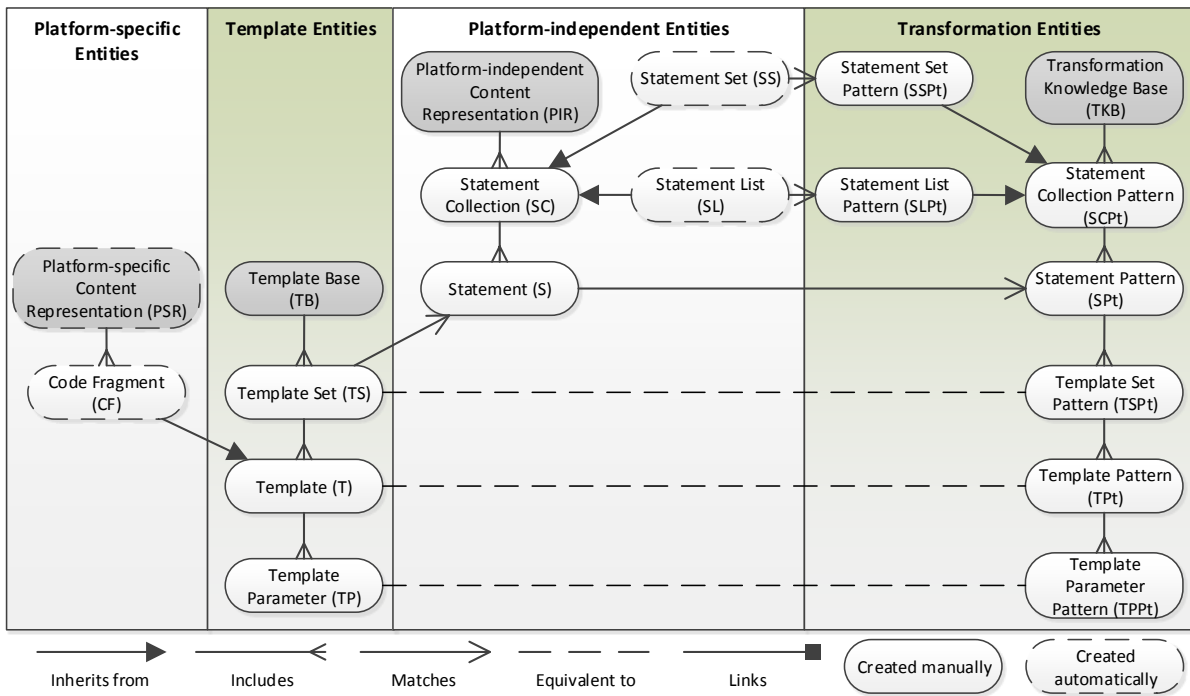 Platform-specific
Entities
Template Entities
Platform-independent Entities
Transformation Entities
Platform-independent
Content
Representation (PIR)
Statement Set (SS)
Statement Set
Pattern (SSPt)
Transformation
Knowledge Base
(TKB)
Statement
Collection (SC)
Statement List
(SL)
Statement List
Pattern (SLPt)
Statement
Collection Pattern
(SCPt)
Platform-specific
Content
Representation (PSR)
Template Base
(TB)
Statement (S)
Statement Pattern
(SPt)
Code Fragment
(CF)
Template Set (TS)
Template Set
Pattern (TSPt)
Template (T)
Template Pattern
(TPt)
Template
Parameter (TP)
Template
Parameter
Pattern (TPPt)
Inherits from
Includes
Matches
Equivalent to
Links
Created manually
Created
automatically